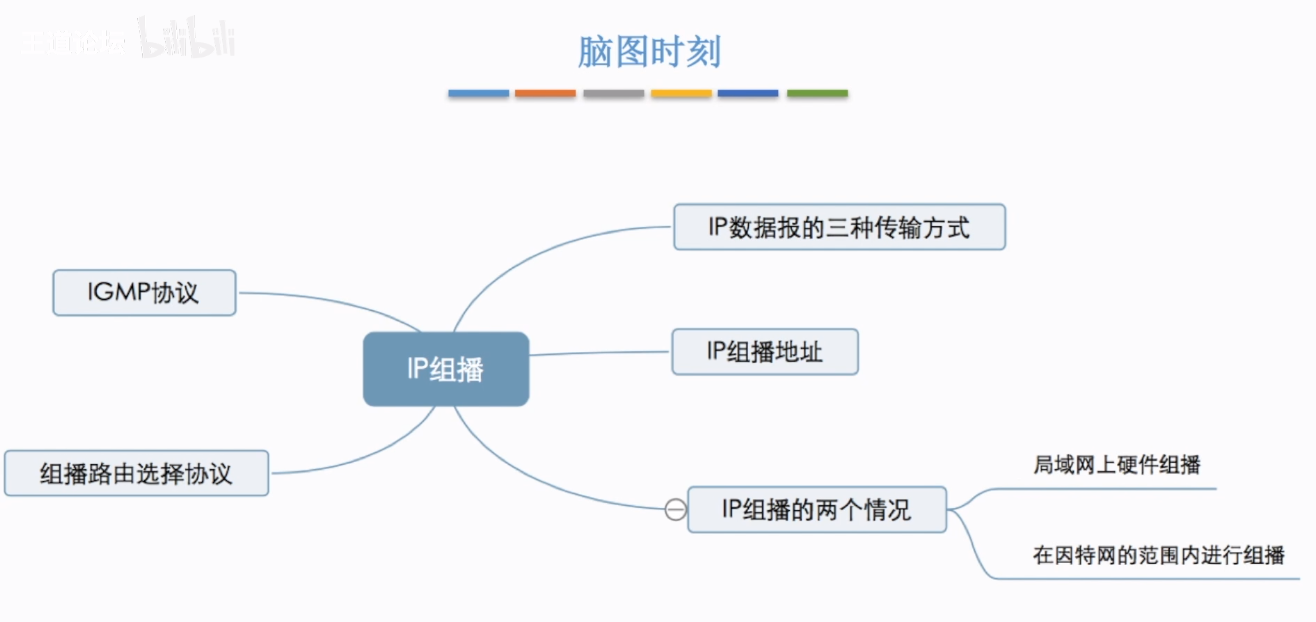 bilibili
脑图时刻
IP数据报的三种传输方式
IGMP协议
IP组播地址
IP组播
局域网上硬件组播
组播路由选择协议
IP组播的两个情况
在因特网的范围内进行组播